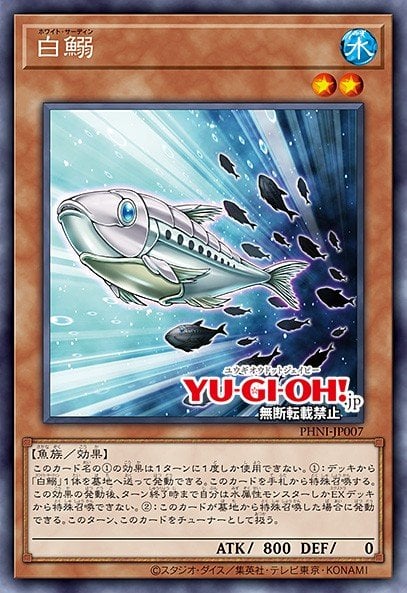 ホワイト・サーディン
白鰯
水
ユウギオウドットジェイピー
YU-GI-OH!.jp
無断転載禁止
PHNI-JP007
【魚族/効果】
このカード名の①の効果は1ターンに1度しか使用できない。①:デッキから
「白鰯」1体を墓地へ送って発動できる。このカードを手札から特殊召喚する。
この効果の発動後、ターン終了時まで自分は水属性モンスターしかEXデッキ
から特殊召喚できない。②:このカードが墓地から特殊召喚した場合に発動
できる。このターン、このカードをチューナーとして扱う。
ATK/ 800 DEF/ 0
©スタジオ・ダイス/集英社・テレビ東京・KONAMI